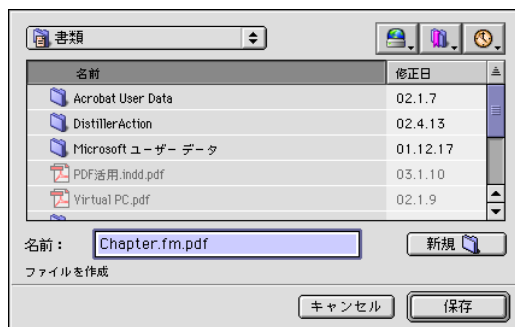 書類
名前 修正日
Acrobat User Data 02.1.7
DistillerAction 02.4.13
Microsoft ユーザー データ 01.12.17
PDF活用.indd.pdf 03.1.10
Virtual PC.pdf 02.1.9
名前： Chapter.fm.pdf 新規
ファイルを作成
キャンセル 保存